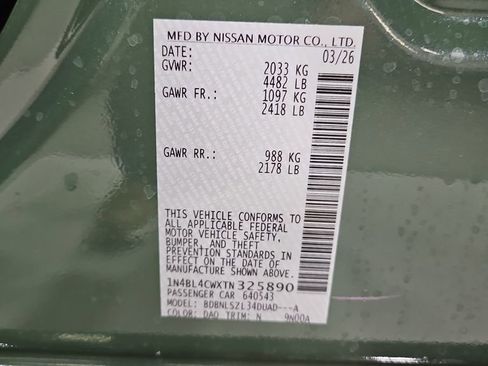 MFD BY NISSAN MOTOR CO., LTD.
DATE: 03/26
GVWR: 2033 KG
4482 LB
GAWR FR.: 1097 KG
2418 LB
GAWR RR.: 988 KG
2178 LB
THIS VEHICLE CONFORMS TO
ALL APPLICABLE FEDERAL
MOTOR VEHICLE SAFETY,
BUMPER, AND THEFT
PREVENTION STANDARDS IN
EFFECT ON THE DATE OF
MANUFACTURE SHOWN ABOVE.
1N4BL4CWXTN325890
PASSENGER CAR 640543
MODEL: BDBNLSZL34DUAD---A
COLOR: DAO TRIM: N 9N00A